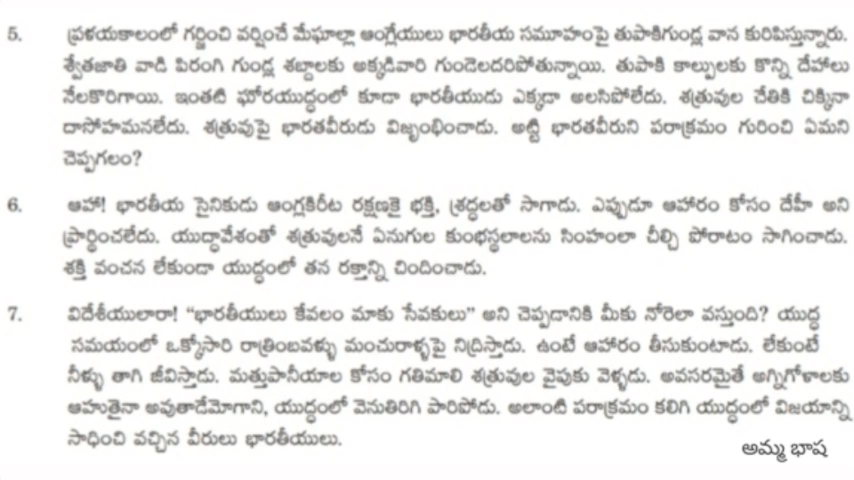 5. ప్రళయకాలంలో గర్జించి వర్షించే మేఘాల్లా ఆంగ్లేయులు భారతీయ సమూహంపై తుపాకిగుండ్ల వాన కురిపిస్తున్నారు.
శ్వేతజాతి వాడి పిరంగి గుండ్ల శబ్దాలకు అక్కడివారి గుండెలదరిపోతున్నాయి. తుపాకి కాల్పులకు కొన్ని దేహాలు
నేలకొరిగాయి. ఇంతటి ఘోరయుద్ధంలో కూడా భారతీయుడు ఎక్కడా అలసిపోలేదు. శత్రువుల చేతికి చిక్కినా
దాసోహమనలేదు. శత్రువుపై భారతవీరుడు విజృంభించాడు. అట్టి భారతవీరుని పరాక్రమం గురించి ఏమని
చెప్పగలం?
6. ఆహా! భారతీయ సైనికుడు ఆంగ్లకిరీట రక్షణకై భక్తి, శ్రద్ధలతో సాగాడు. ఎప్పుడూ ఆహారం కోసం దేహీ అని
ప్రార్థించలేదు. యుద్ధావేశంతో శత్రువులనే ఏనుగుల కుంభస్థలాలను సింహంలా చీల్చి పోరాటం సాగించాడు.
శక్తి వంచన లేకుండా యుద్ధంలో తన రక్తాన్ని చిందించాడు.
7. విదేశీయులారా! “భారతీయులు కేవలం మాకు సేవకులు” అని చెప్పడానికి మీకు నోరెలా వస్తుంది? యుద్ధ
సమయంలో ఒక్కోసారి రాత్రింబవళ్ళు మంచురాళ్ళపై నిద్రిస్తాడు. ఉంటే ఆహారం తీసుకుంటాడు. లేకుంటే
నీళ్ళు తాగి జీవిస్తాడు. మత్తుపానీయాల కోసం గతిమాలి శత్రువుల వైపుకు వెళ్ళడు. అవసరమైతే అగ్నిగోళాలకు
ఆహుతైనా అవుతాడేమోగాని, యుద్ధంలో వెనుతిరిగి పారిపోడు. అలాంటి పరాక్రమం కలిగి యుద్ధంలో విజయాన్ని
సాధించి వచ్చిన వీరులు భారతీయులు.
అమ్మ భాష